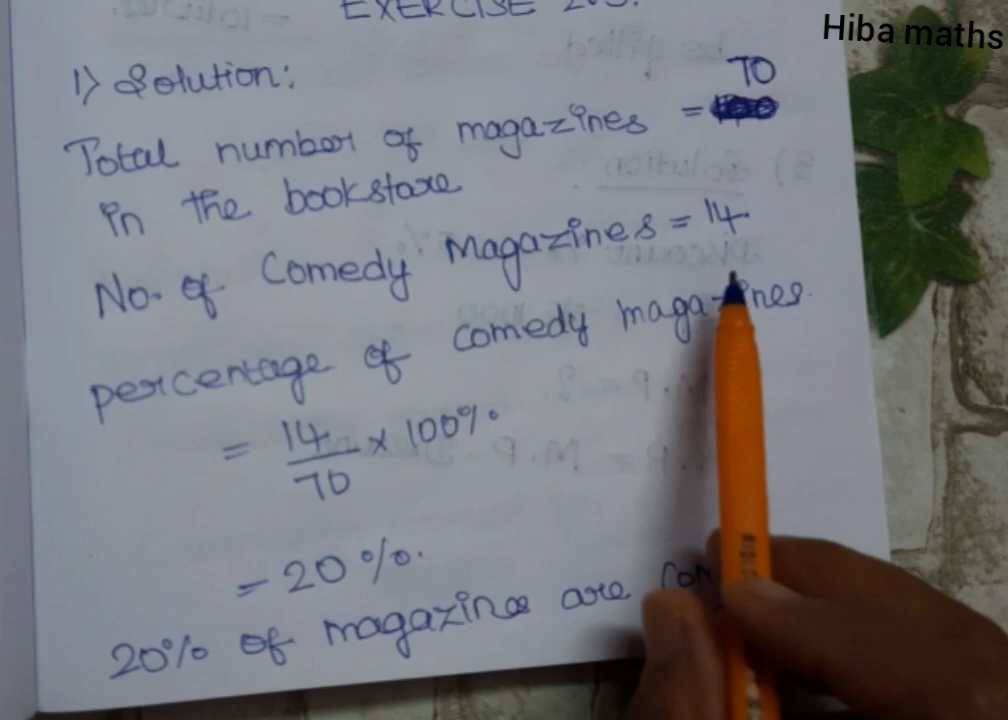 EXERCISE
Hiba maths
1) Solution:
70
Total number of magazines =
in the bookstore
No. of Comedy Magazines = 14
percentage of comedy magazines.
= 14/70 x 100%.
= 20%.
20% of magazines are